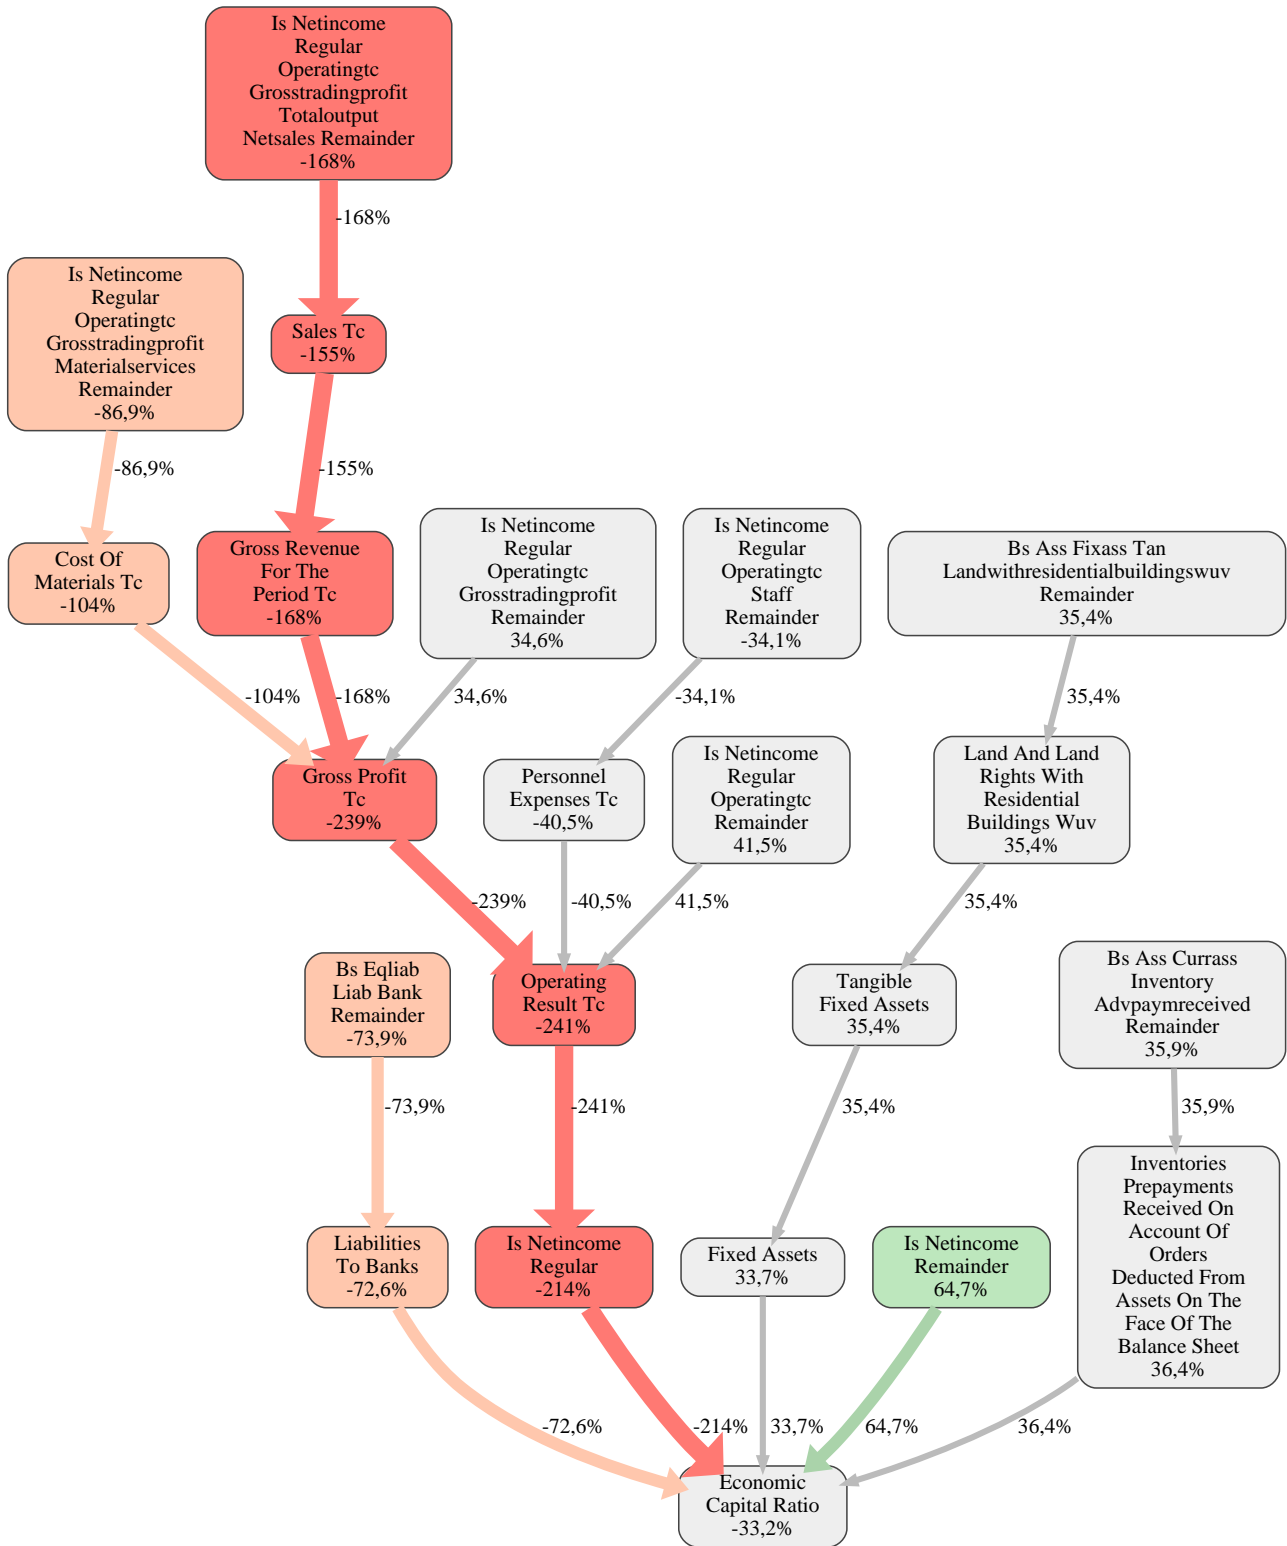 Is Netincome
Regular
Operatingtc
Grosstradingprofit
Totaloutput
Netsales Remainder
-168%
-168%
Is Netincome
Regular
Operatingtc
Grosstradingprofit
Materialservices
Remainder
-86,9%
Sales Tc
-155%
-86,9%
-155%
Cost Of
Materials Tc
-104%
Gross Revenue
For The
Period Tc
-168%
Is Netincome
Regular
Operatingtc
Grosstradingprofit
Remainder
34,6%
Is Netincome
Regular
Operatingtc
Staff
Remainder
-34,1%
Bs Ass Fixass Tan
Landwithresidentialbuildingswuv
Remainder
35,4%
-104%
-168%
34,6%
-34,1%
35,4%
Gross Profit
Tc
-239%
Personnel
Expenses Tc
-40,5%
Is Netincome
Regular
Operatingtc
Remainder
41,5%
Land And Land
Rights With
Residential
Buildings Wuv
35,4%
-239%
-40,5%
41,5%
35,4%
Bs Eqliab
Liab Bank
Remainder
-73,9%
Operating
Result Tc
-241%
Tangible
Fixed Assets
35,4%
Bs Ass Currass
Inventory
Advpaymreceived
Remainder
35,9%
-73,9%
-241%
35,4%
35,9%
Liabilities
To Banks
-72,6%
Is Netincome
Regular
-214%
Fixed Assets
33,7%
Is Netincome
Remainder
64,7%
Inventories
Prepayments
Received On
Account Of
Orders
Deducted From
Assets On The
Face Of The
Balance Sheet
36,4%
-72,6%
-214%
33,7%
64,7%
36,4%
Economic
Capital Ratio
-33,2%